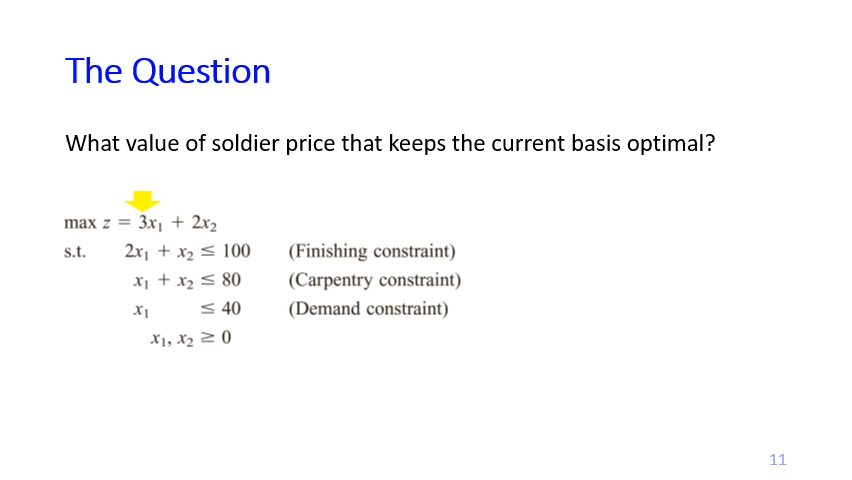 The Question
What value of soldier price that keeps the current basis optimal?
max z = 3x₁ + 2x₂
s.t. 2x₁ + x₂ ≤ 100 (Finishing constraint)
x₁ + x₂ ≤ 80 (Carpentry constraint)
x₁ ≤ 40 (Demand constraint)
x₁, x₂ ≥ 0
11